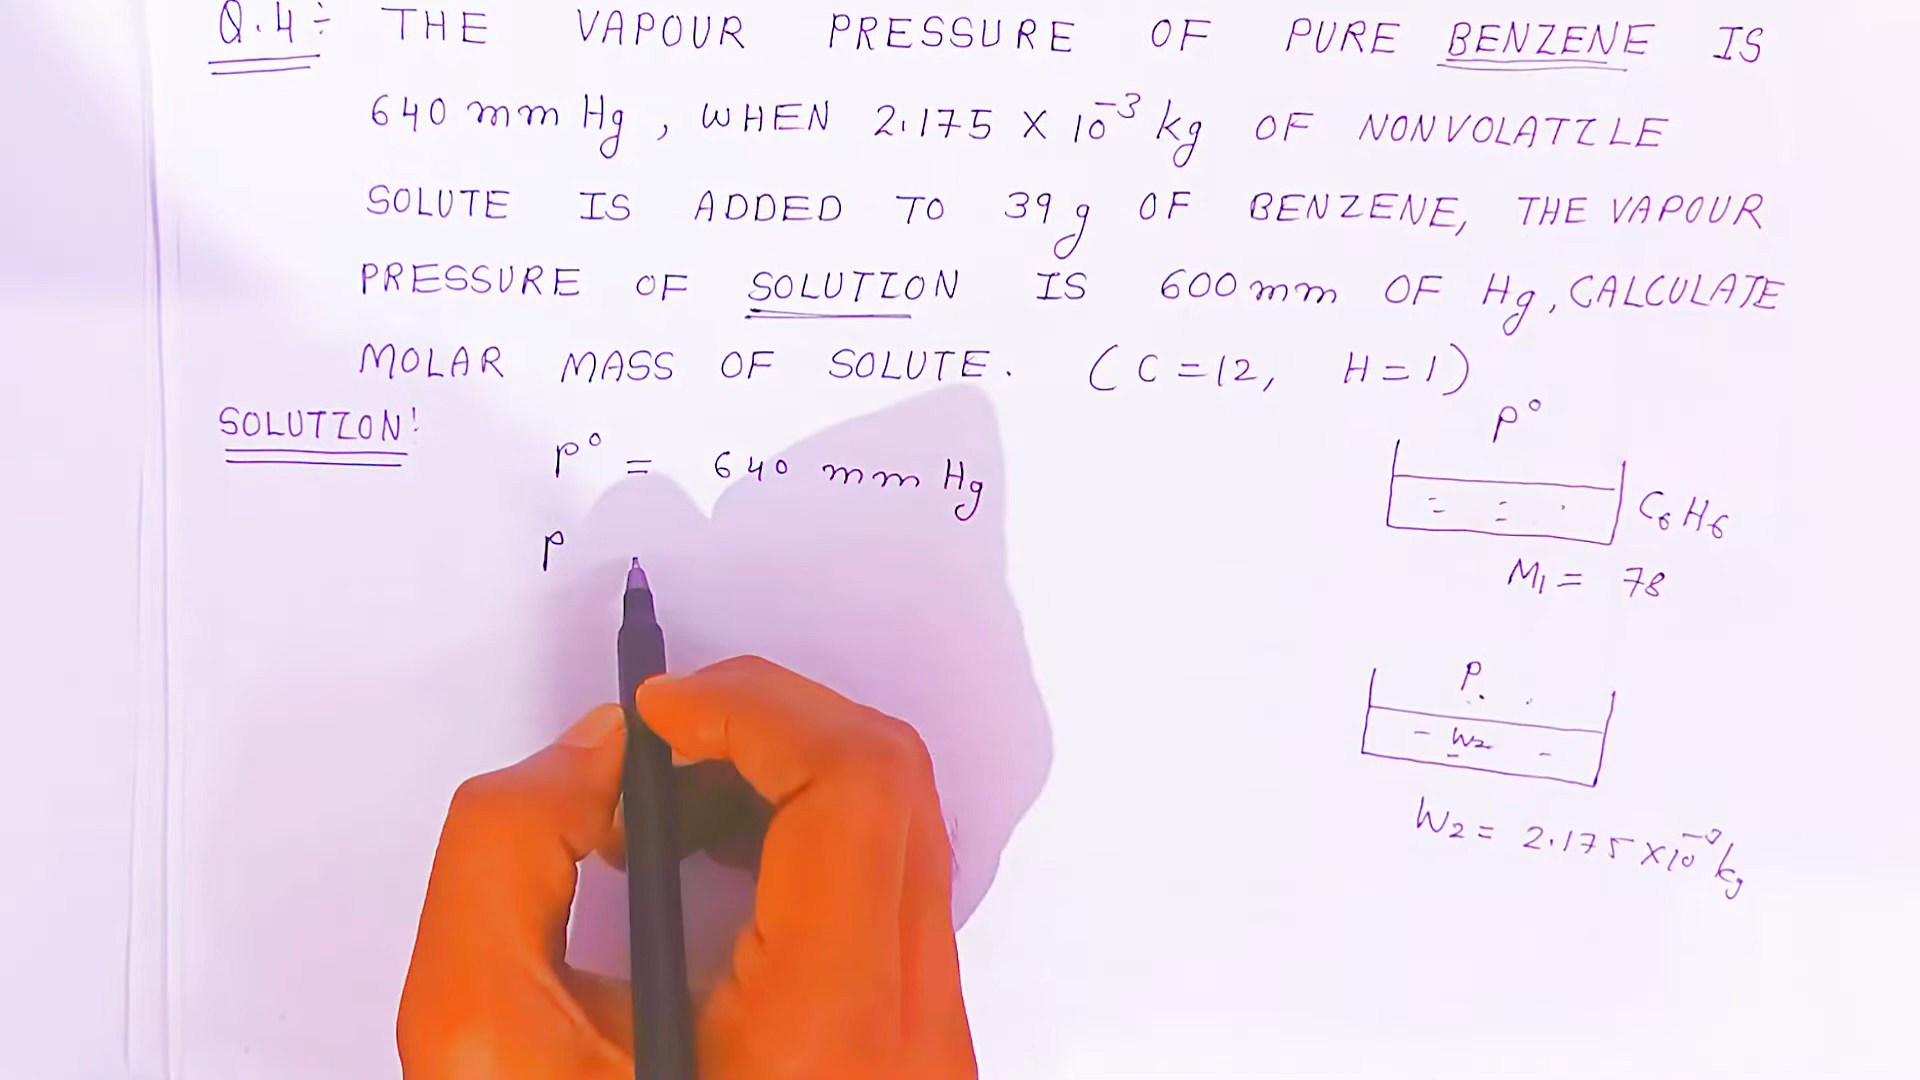 Q.4÷ THE VAPOUR PRESSURE OF PURE BENZENE IS
640 mm Hg, WHEN 2.175 × 10⁻³ kg OF NONVOLATILE
SOLUTE IS ADDED TO 39 g OF BENZENE, THE VAPOUR
PRESSURE OF SOLUTION IS 600 mm OF Hg, CALCULATE
MOLAR MASS OF SOLUTE. (C = 12, H = 1)
SOLUTION!
P° = 640 mm Hg
P
P°
C₆H₆
M₁ = 78
P
W₂
W₂ = 2.175 × 10⁻³ kg